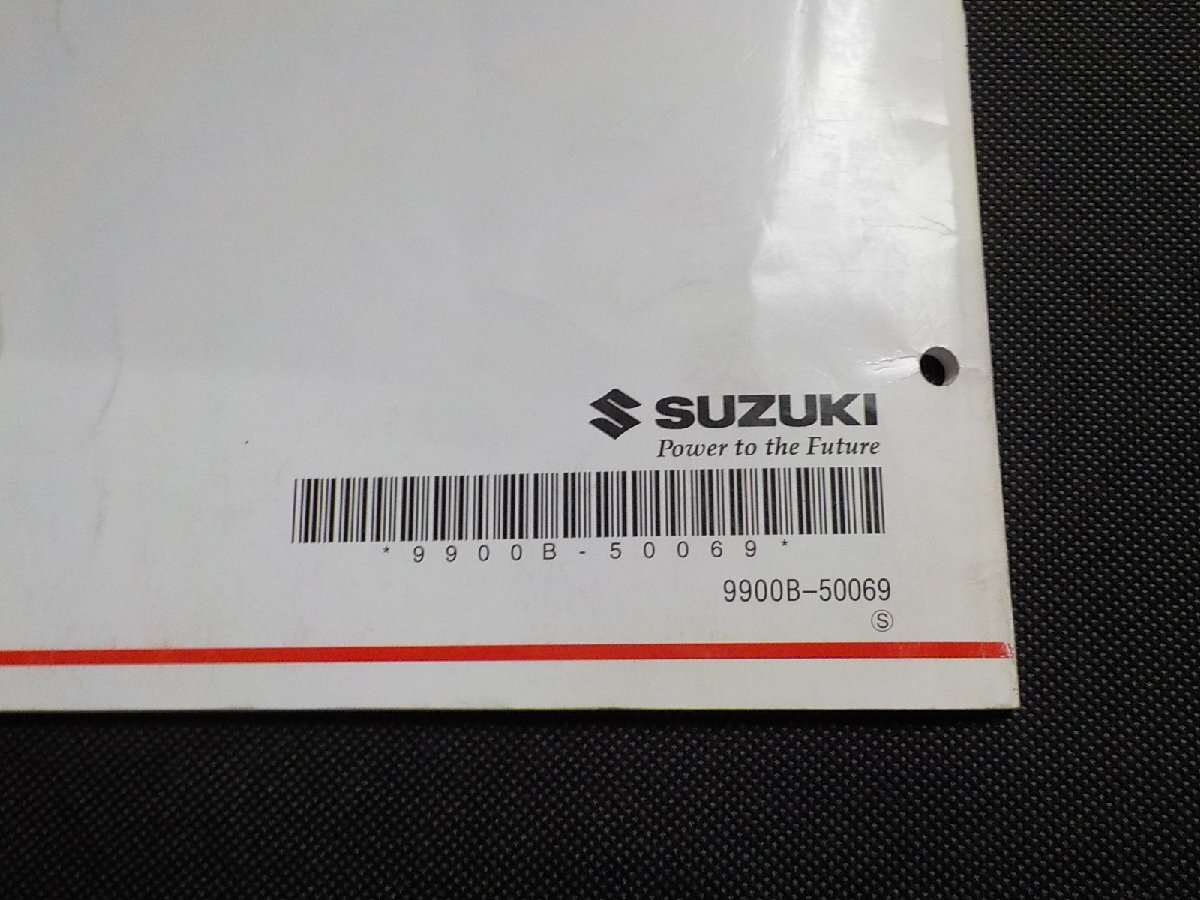 SUZUKI
Power to the Future
*9900B-50069*
9900B-50069
Ⓢ